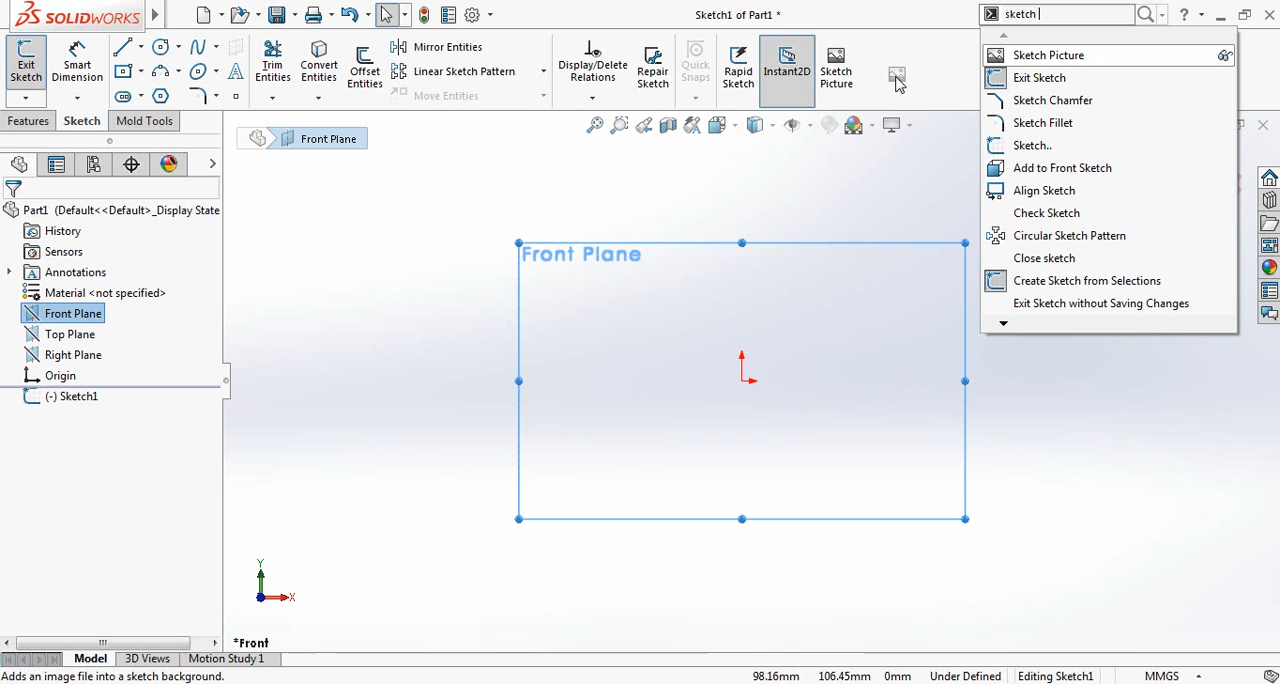 SOLIDWORKS
Sketch1 of Part1 *
sketch
Exit Sketch
Smart Dimension
Trim Entities
Convert Entities
Offset Entities
Mirror Entities
Linear Sketch Pattern
Move Entities
Display/Delete Relations
Repair Sketch
Quick Snaps
Rapid Sketch
Instant2D
Sketch Picture
Features
Sketch
Mold Tools
Front Plane
Part1 (Default<<Default>_Display State
History
Sensors
Annotations
Material <not specified>
Front Plane
Top Plane
Right Plane
Origin
(-) Sketch1
Front Plane
Sketch Picture
Exit Sketch
Sketch Chamfer
Sketch Fillet
Sketch..
Add to Front Sketch
Align Sketch
Check Sketch
Circular Sketch Pattern
Close sketch
Create Sketch from Selections
Exit Sketch without Saving Changes
Y
X
*Front
Model
3D Views
Motion Study 1
Adds an image file into a sketch background.
98.16mm
106.45mm
0mm
Under Defined
Editing Sketch1
MMGS